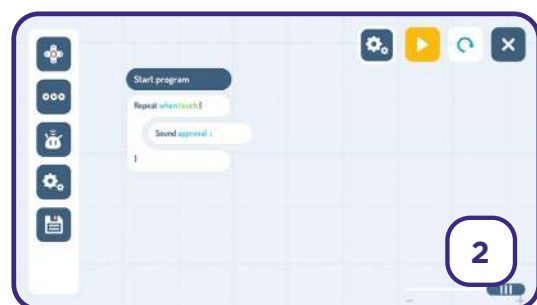 Start program
Repeat when touch {
Sound approval ;
}
2